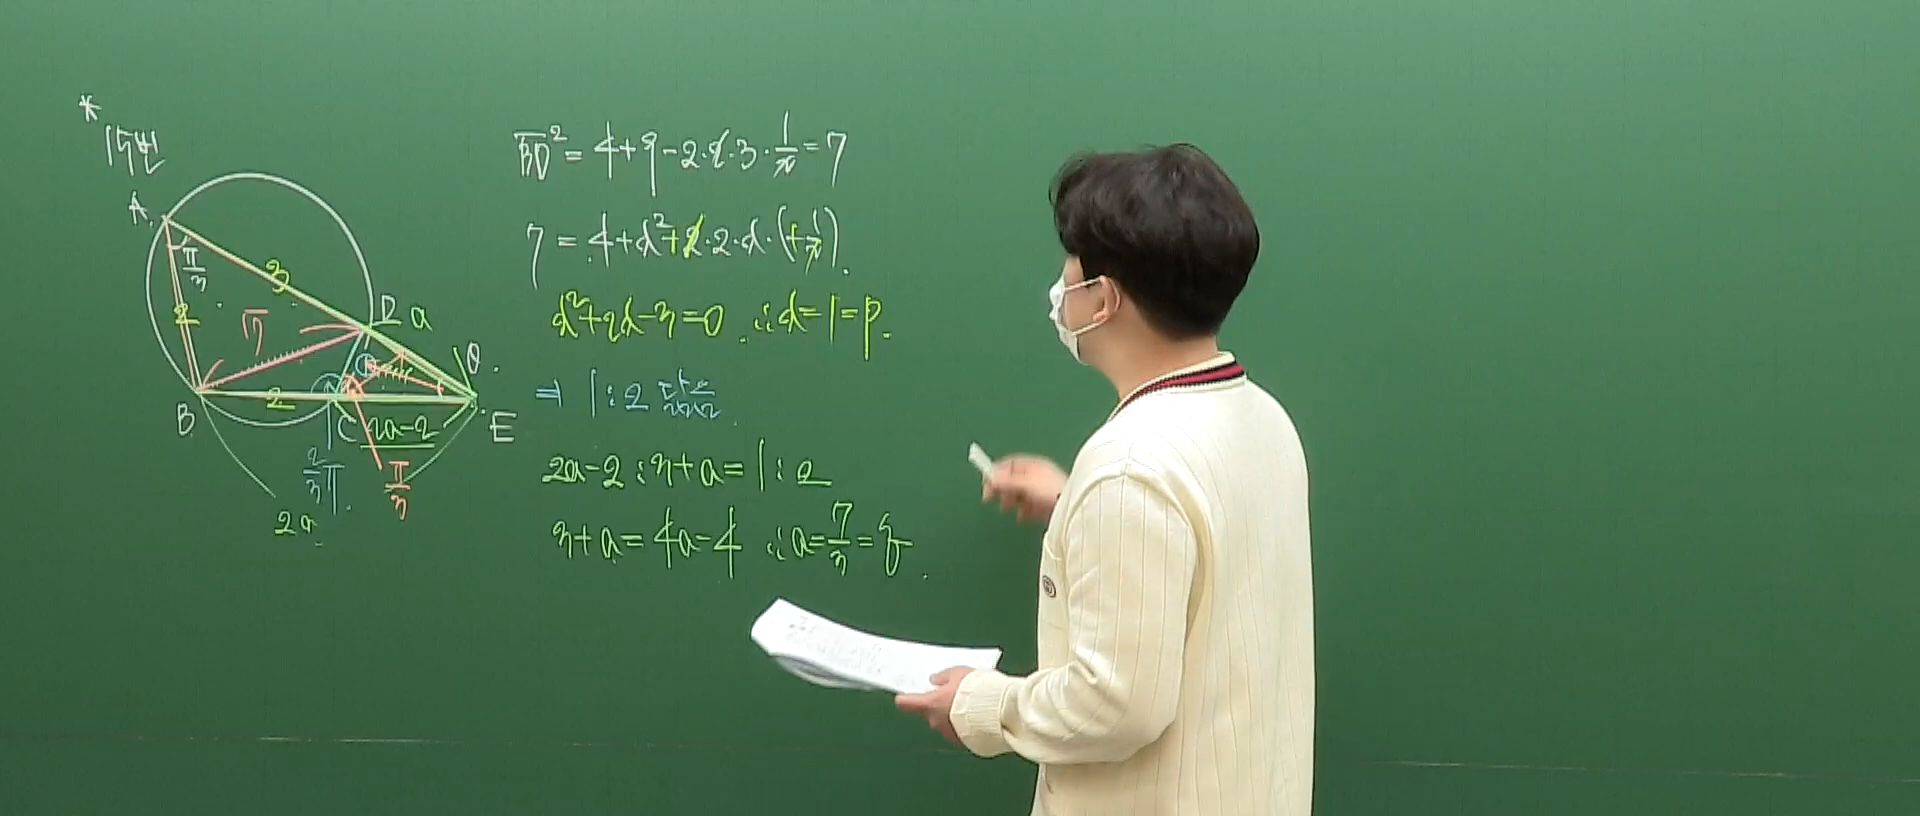 *
15번
A
π/3
3
2
√7
D
a
θ
B
2
C
2a-2
E
2/3 π
π/3
2a
BD² = 4+9-2·2·3·1/2 = 7
7 = 4+d²+2·2·d·(+1/2)
d²+2d-3=0 ∴d=1=p.
⇒ 1:2 닮음
2a-2 : 3+a = 1 : 2
3+a = 4a-4 ∴a=7/3=q